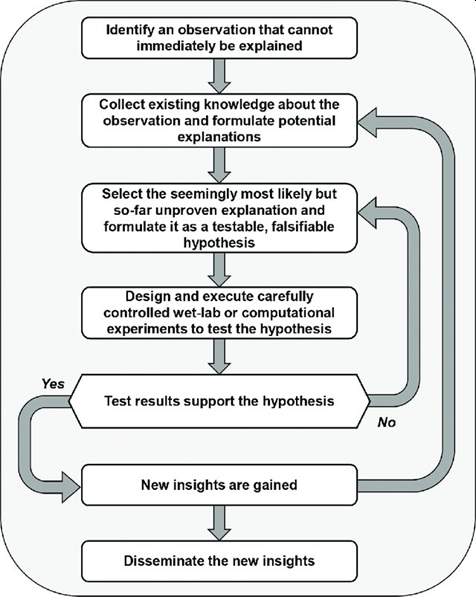 Identify an observation that cannot
immediately be explained
Collect existing knowledge about the
observation and formulate potential
explanations
Select the seemingly most likely but
so-far unproven explanation and
formulate it as a testable, falsifiable
hypothesis
Design and execute carefully
controlled wet-lab or computational
experiments to test the hypothesis
Yes
Test results support the hypothesis
No
New insights are gained
Disseminate the new insights